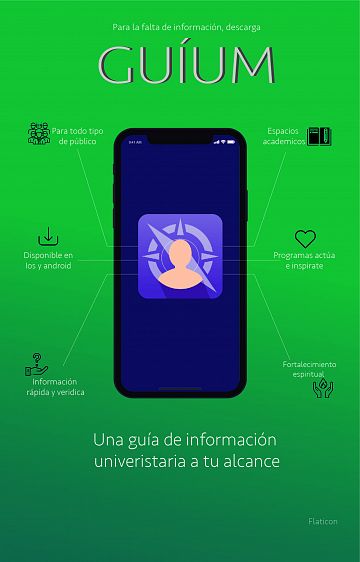 Para la falta de información, descarga
GUÍUM
Para todo tipo
de público
Espacios
academicos
9:41 AM
Disponible en
Ios y android
Programas actúa
e inspirate
Información
rápida y veridica
Fortalecimiento
espiritual
Una guía de información
univeristaria a tu alcance
Flaticon